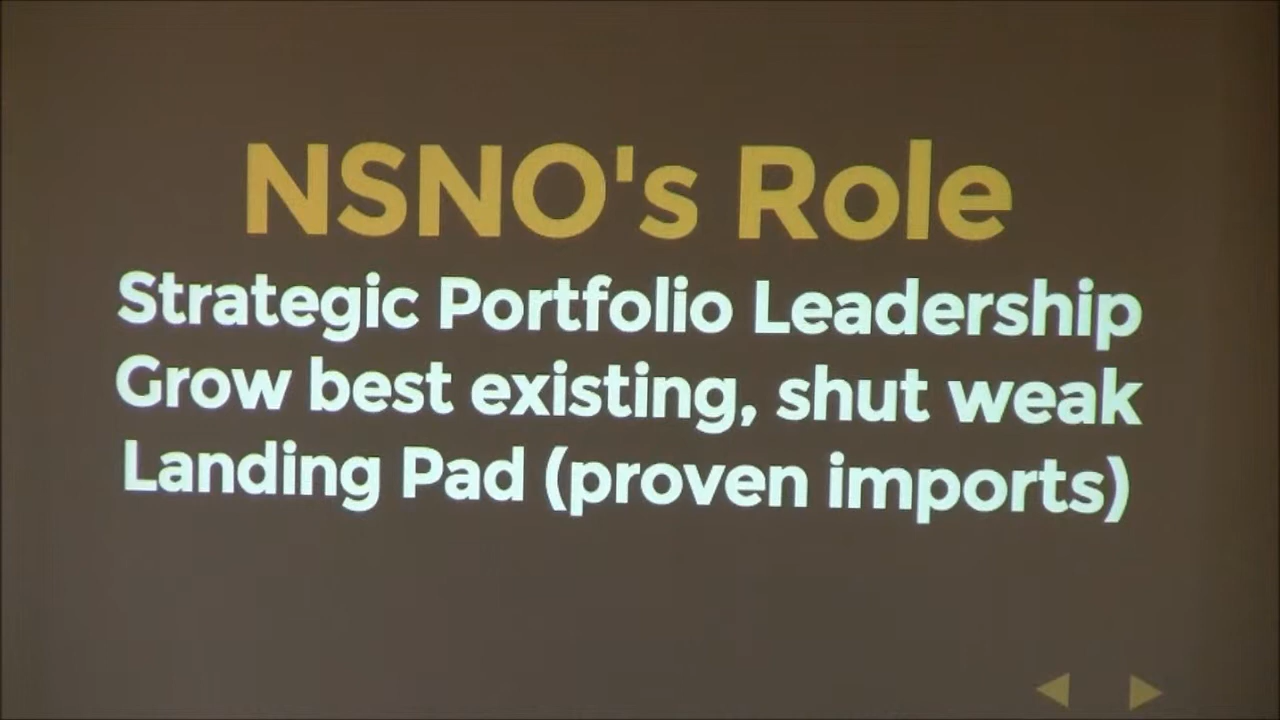 NSNO's Role
Strategic Portfolio Leadership
Grow best existing, shut weak
Landing Pad (proven imports)